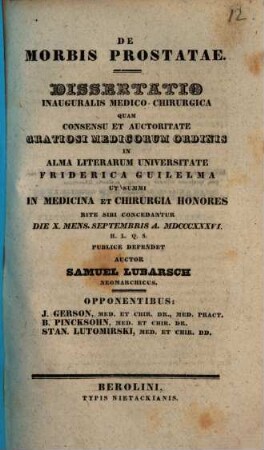 12.
DE
MORBIS PROSTATAE.
DISSERTATIO
INAUGURALIS MEDICO-CHIRURGICA
QUAM
CONSENSU ET AUCTORITATE
GRATIOSI MEDICORUM ORDINIS
IN
ALMA LITERARUM UNIVERSITATE
FRIDERICA GUILELMA
UT SUMMI
IN MEDICINA ET CHIRURGIA HONORES
RITE SIBI CONCEDANTUR
DIE X. MENS. SEPTEMBRIS A. MDCCCXXXVI.
H. L. Q. S.
PUBLICE DEFENDET
AUCTOR
SAMUEL LUBARSCH
NEOMARCHICUS.
OPPONENTIBUS:
J. GERSON, MED. ET CHIR. DR., MED. PRACT.
B. PINCKSOHN, MED. ET CHIR. DR.
STAN. LUTOMIRSKI, MED. ET CHIR. DD.
BEROLINI,
TYPIS NIETACKIANIS.